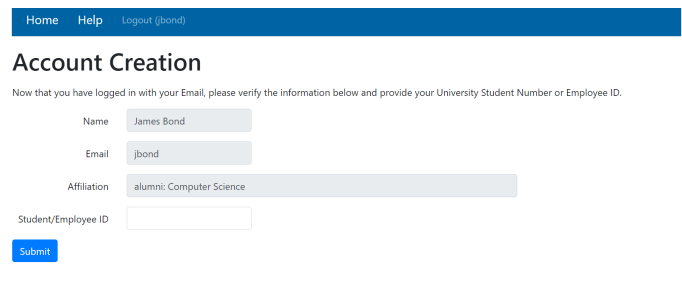 Home Help Logout (jbond)
Account Creation
Now that you have logged in with your Email, please verify the information below and provide your University Student Number or Employee ID.
Name James Bond
Email jbond
Affiliation alumni: Computer Science
Student/Employee ID
Submit